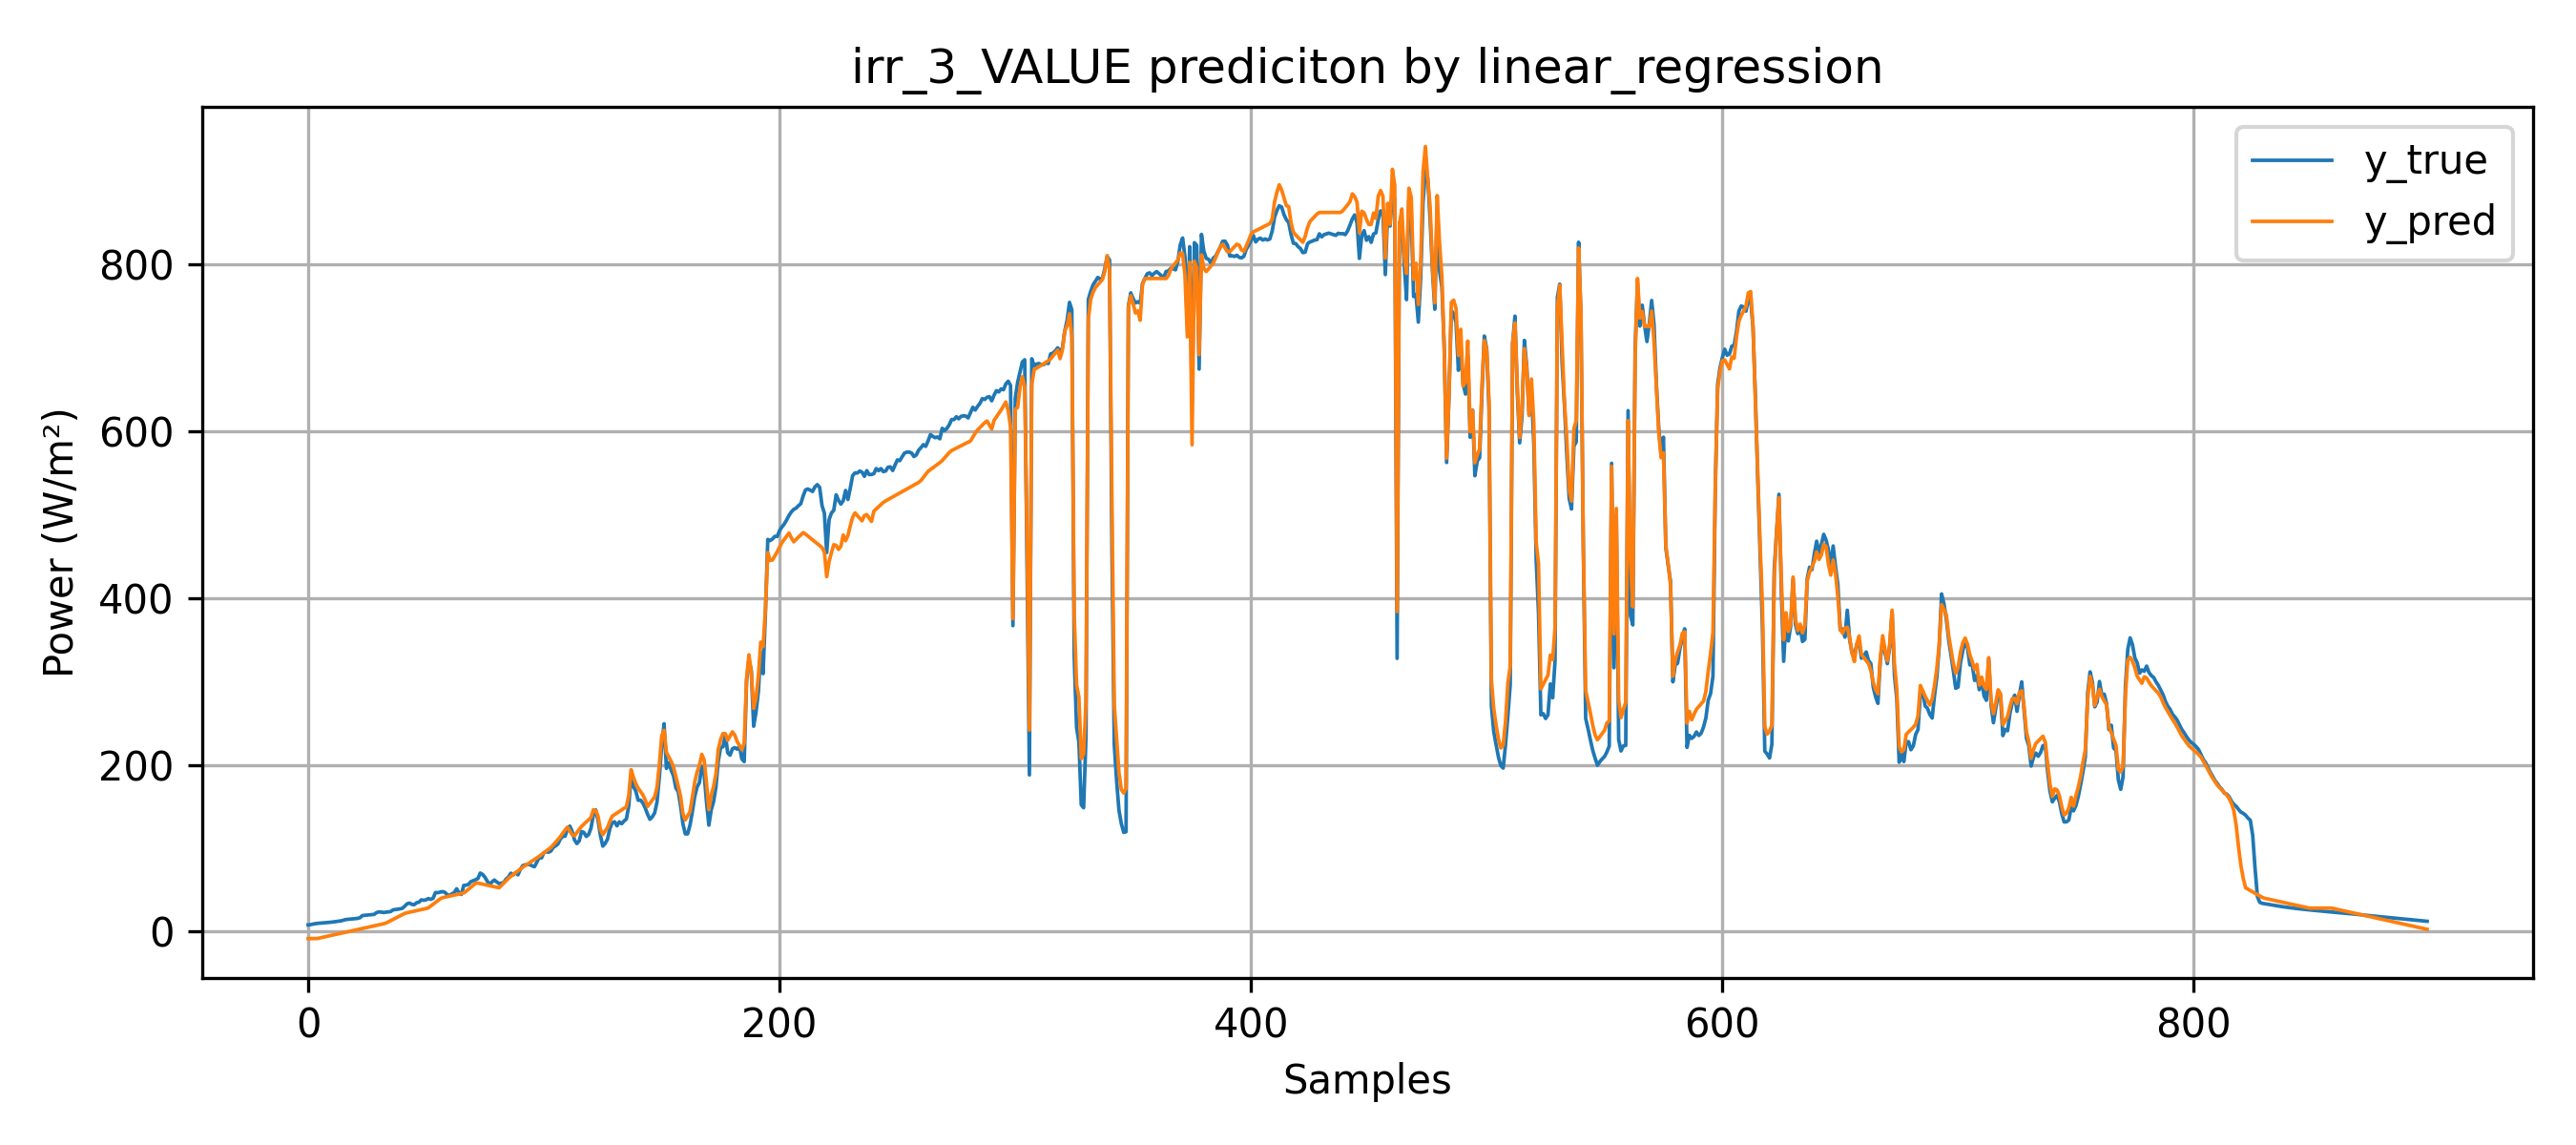 irr_3_VALUE prediciton by linear_regression
y_true
y_pred
Power (W/m²)
800
600
400
200
0
0 200 400 600 800
Samples